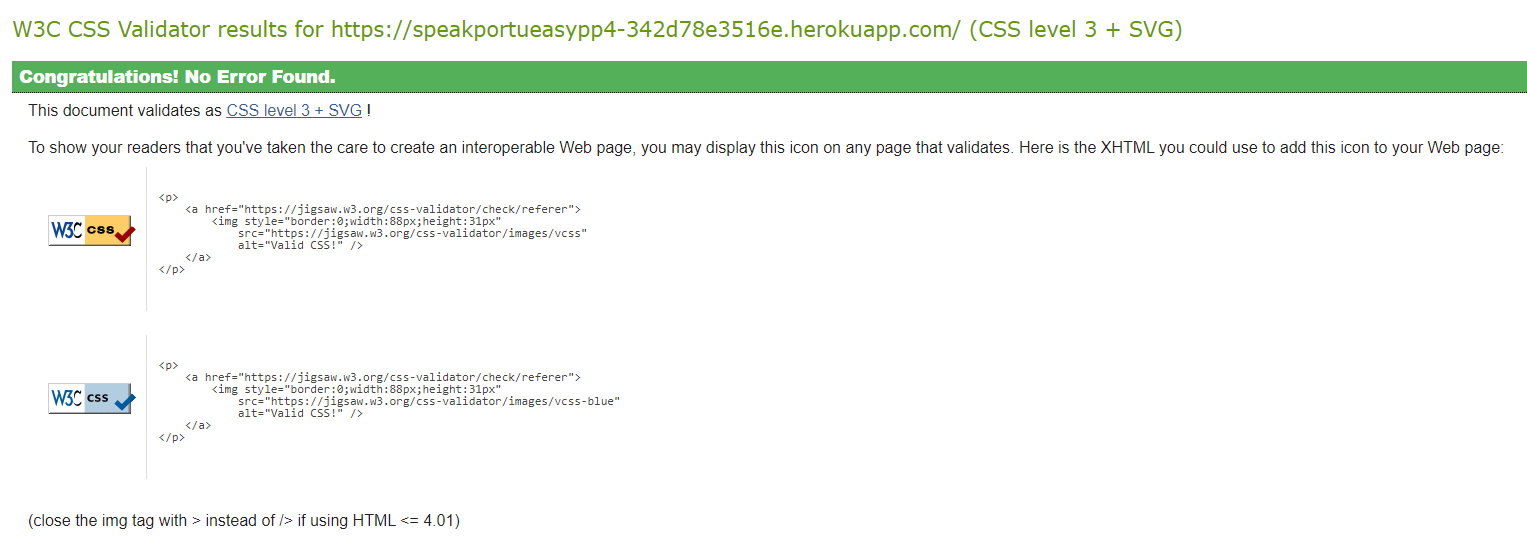 W3C CSS Validator results for https://speakportueasypp4-342d78e3516e.herokuapp.com/ (CSS level 3 + SVG)
Congratulations! No Error Found.
This document validates as CSS level 3 + SVG !
To show your readers that you've taken the care to create an interoperable Web page, you may display this icon on any page that validates. Here is the XHTML you could use to add this icon to your Web page:
W3C css
<p>
<a href="https://jigsaw.w3.org/css-validator/check/referer">
<img style="border:0;width:88px;height:31px"
src="https://jigsaw.w3.org/css-validator/images/vcss"
alt="Valid CSS!" />
</a>
</p>
W3C css
<p>
<a href="https://jigsaw.w3.org/css-validator/check/referer">
<img style="border:0;width:88px;height:31px"
src="https://jigsaw.w3.org/css-validator/images/vcss-blue"
alt="Valid CSS!" />
</a>
</p>
(close the img tag with > instead of /> if using HTML <= 4.01)